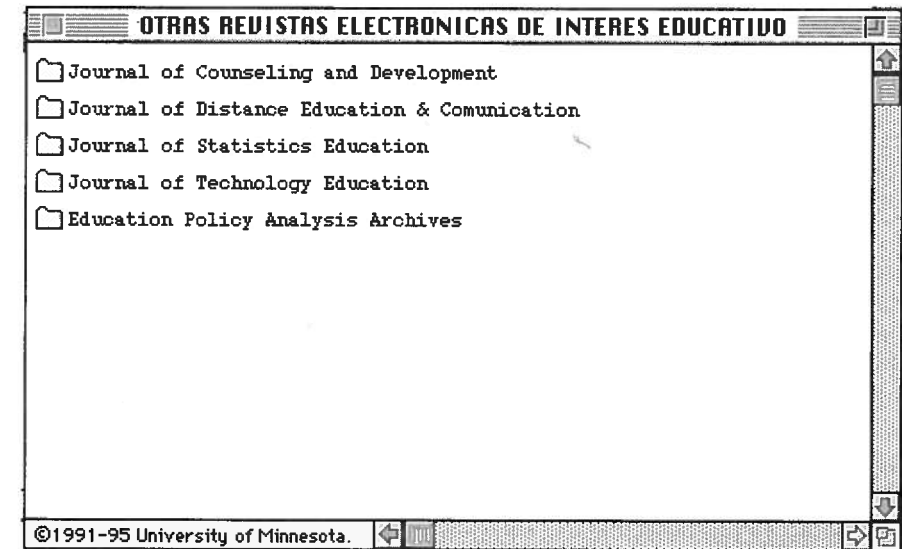 OTRAS REVISTAS ELECTRONICAS DE INTERES EDUCATIVO
Journal of Counseling and Development
Journal of Distance Education & Comunication
Journal of Statistics Education
Journal of Technology Education
Education Policy Analysis Archives
©1991-95 University of Minnesota.